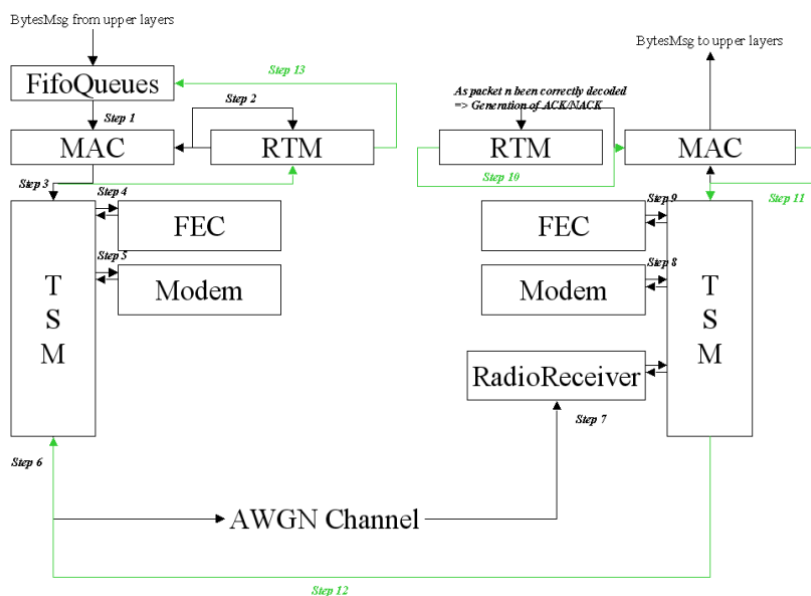 BytesMsg from upper layers
BytesMsg to upper layers
FifoQueues
Step 13
Step 1
Step 2
As packet n been correctly decoded
=> Generation of ACK/NACK
MAC
RTM
RTM
MAC
Step 3
Step 4
Step 10
Step 11
FEC
Step 5
Modem
T
S
M
FEC
Step 9
Modem
Step 8
T
S
M
RadioReceiver
Step 7
Step 6
AWGN Channel
Step 12